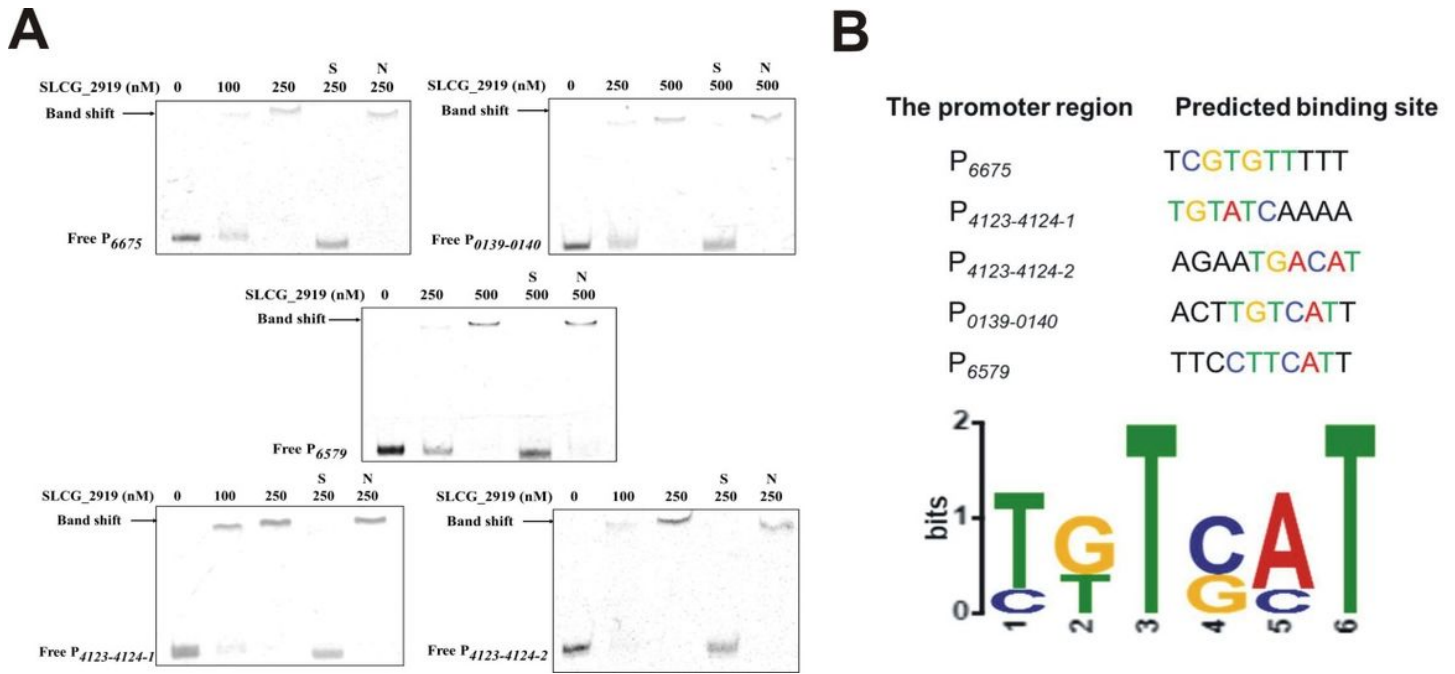 A
S N
SLCG_2919 (nM) 0 100 250 250 250
Band shift
Free P6675
S N
SLCG_2919 (nM) 0 250 500 500 500
Band shift
Free P0139-0140
S N
SLCG_2919 (nM) 0 250 500 500 500
Band shift
Free P6579
S N
SLCG_2919 (nM) 0 100 250 250 250
Band shift
Free P4123-4124-1
S N
SLCG_2919 (nM) 0 100 250 250 250
Band shift
Free P4123-4124-2
B
The promoter region Predicted binding site
P6675 TCGTGTTTTT
P4123-4124-1 TGTATCAAAA
P4123-4124-2 AGAATGACAT
P0139-0140 ACTTGTCATT
P6579 TTCCTTCATT
2
1
0
bits
T G T C A T
C T G C
1 2 3 4 5 6